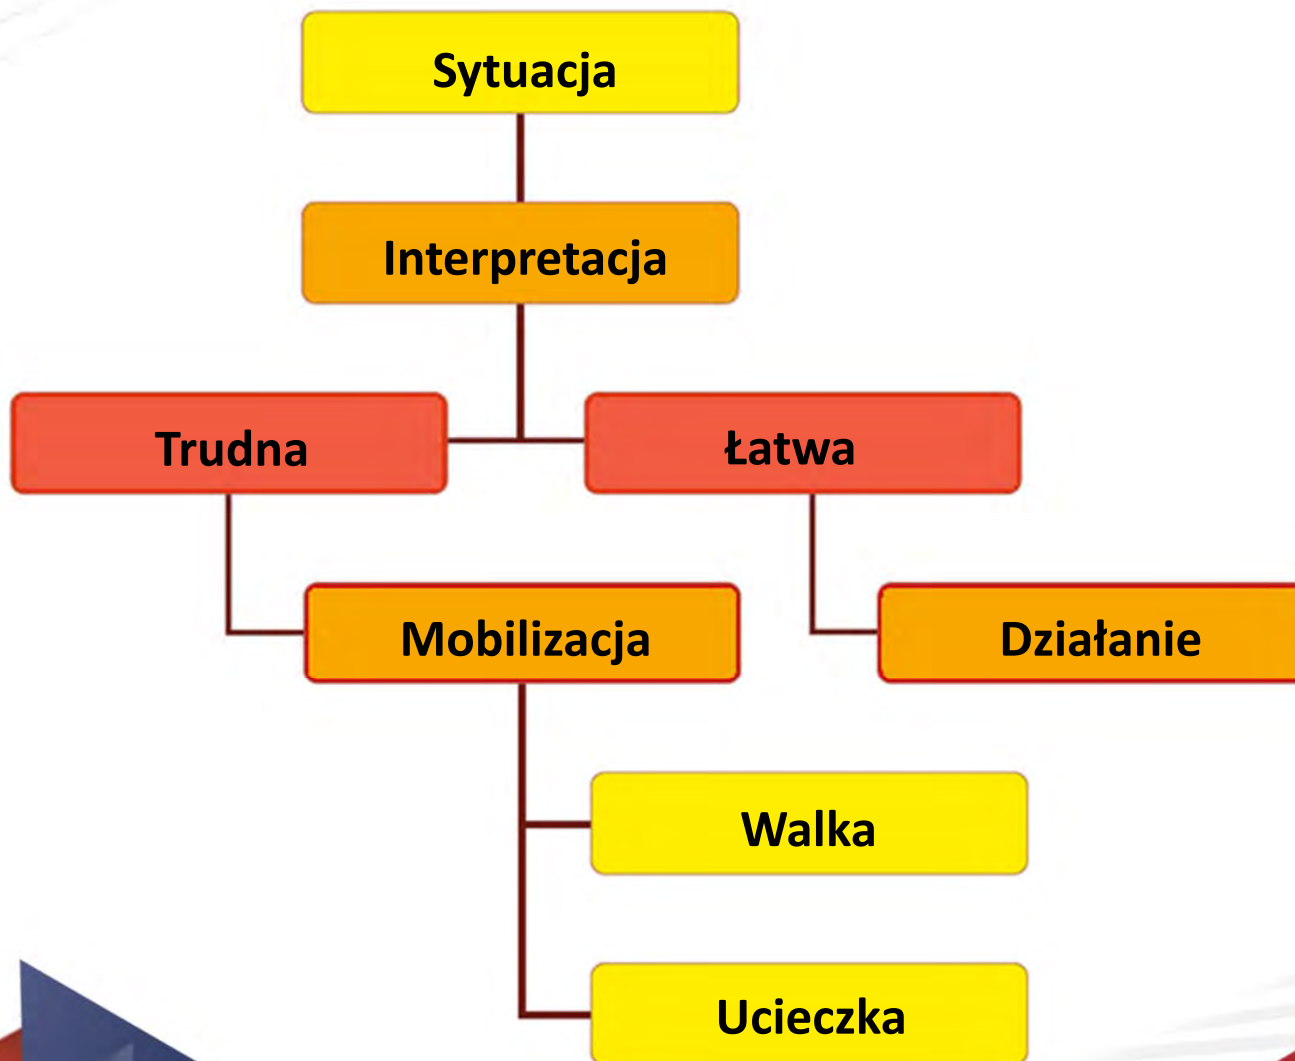 Sytuacja
Interpretacja
Trudna
Łatwa
Mobilizacja
Działanie
Walka
Ucieczka